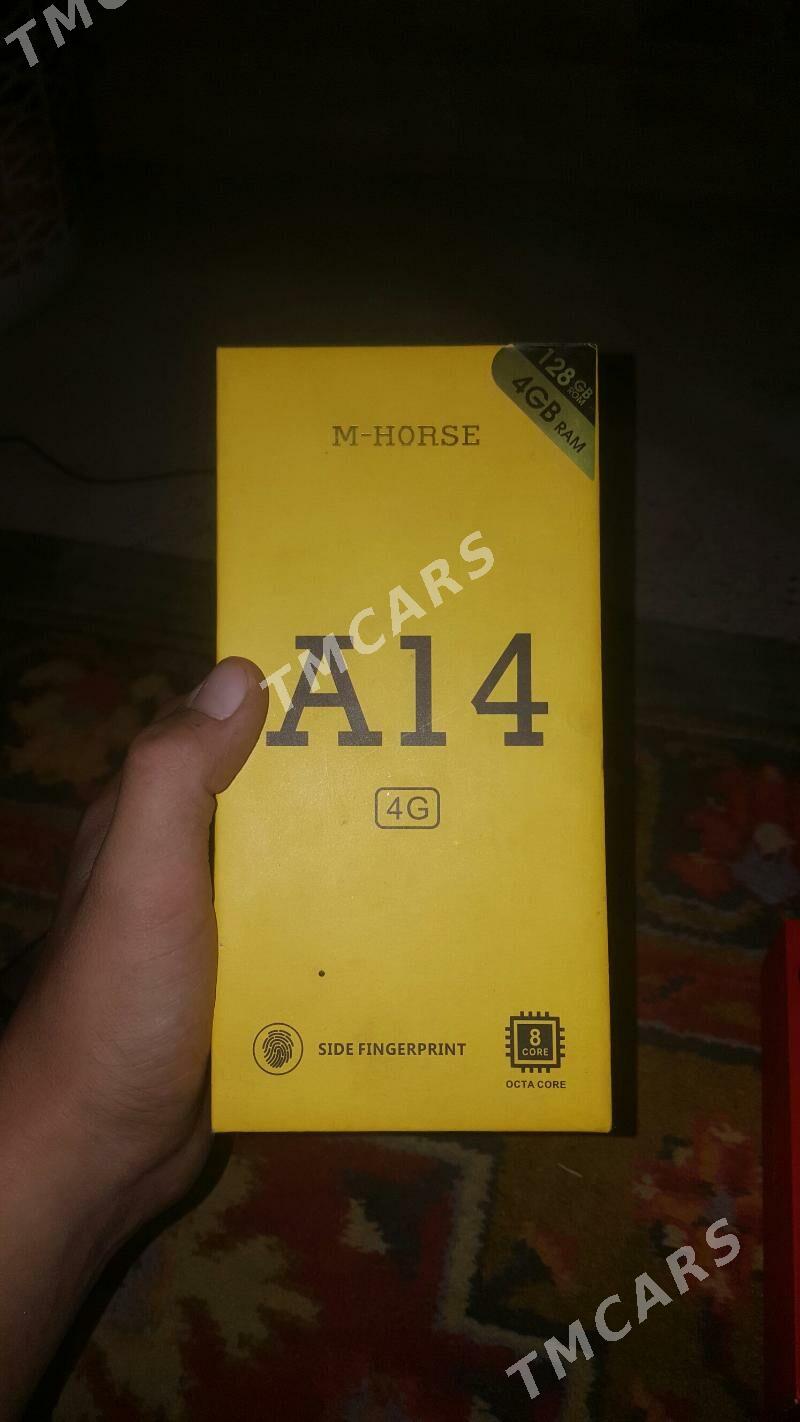 TMCARS
128 GB ROM
4GB RAM
M-HORSE
TMCARS
A14
4G
SIDE FINGERPRINT
8
CORE
OCTA CORE
TMCARS